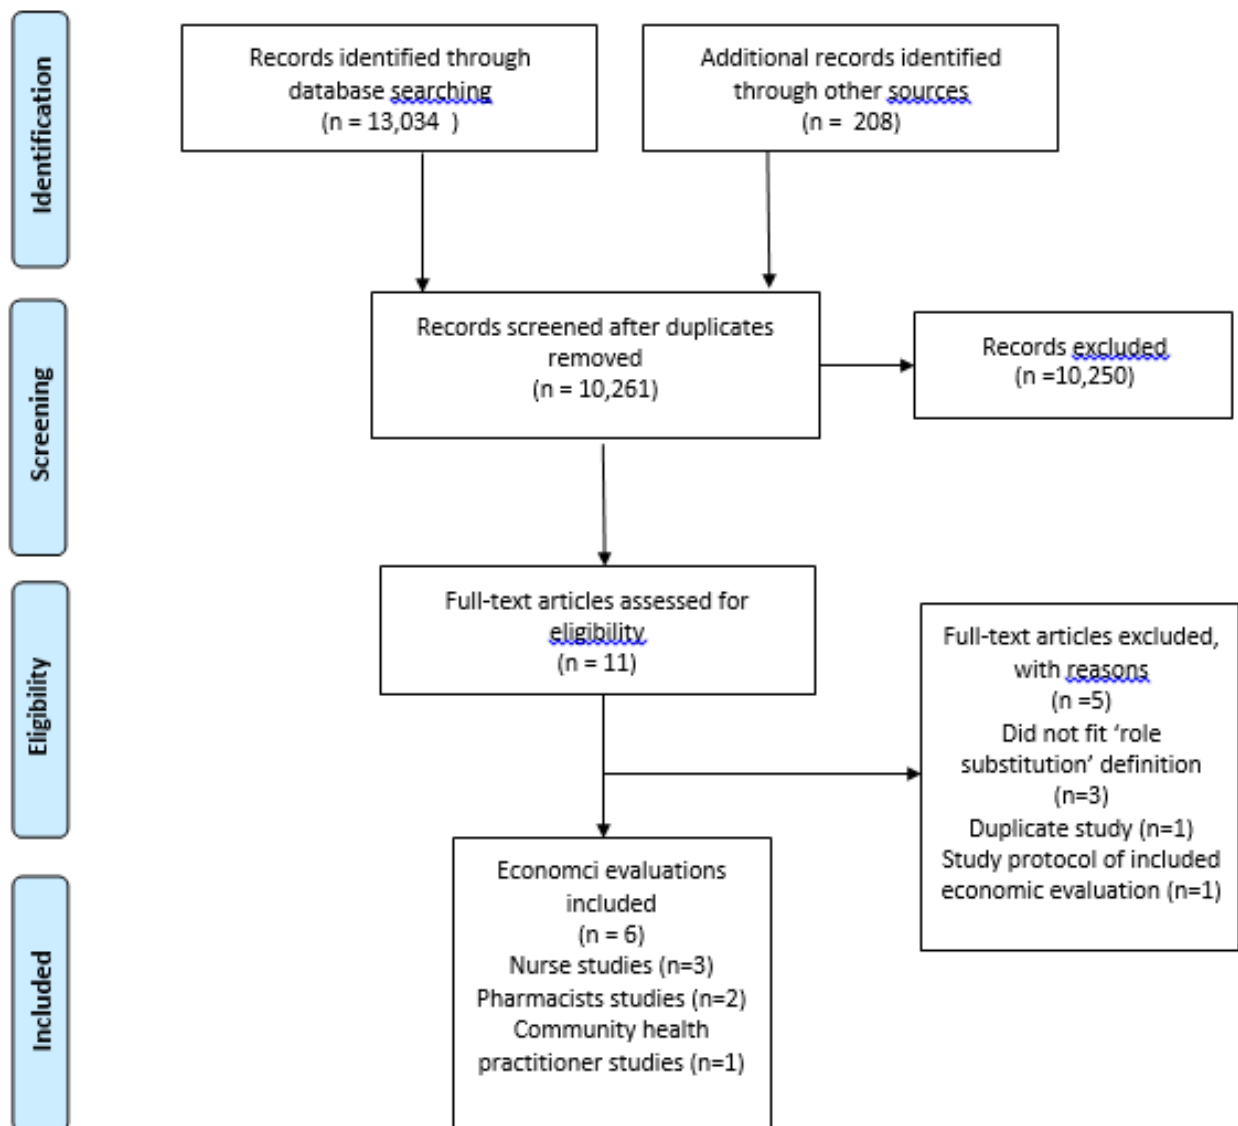 Identification
Records identified through
database searching
(n = 13,034 )
Additional records identified
through other sources
(n = 208)
Screening
Records screened after duplicates
removed
(n = 10,261)
Records excluded
(n =10,250)
Eligibility
Full-text articles assessed for
eligibility
(n = 11)
Full-text articles excluded,
with reasons
(n =5)
Did not fit ‘role
substitution’ definition
(n=3)
Duplicate study (n=1)
Study protocol of included
economic evaluation (n=1)
Included
Economci evaluations
included
(n = 6)
Nurse studies (n=3)
Pharmacists studies (n=2)
Community health
practitioner studies (n=1)